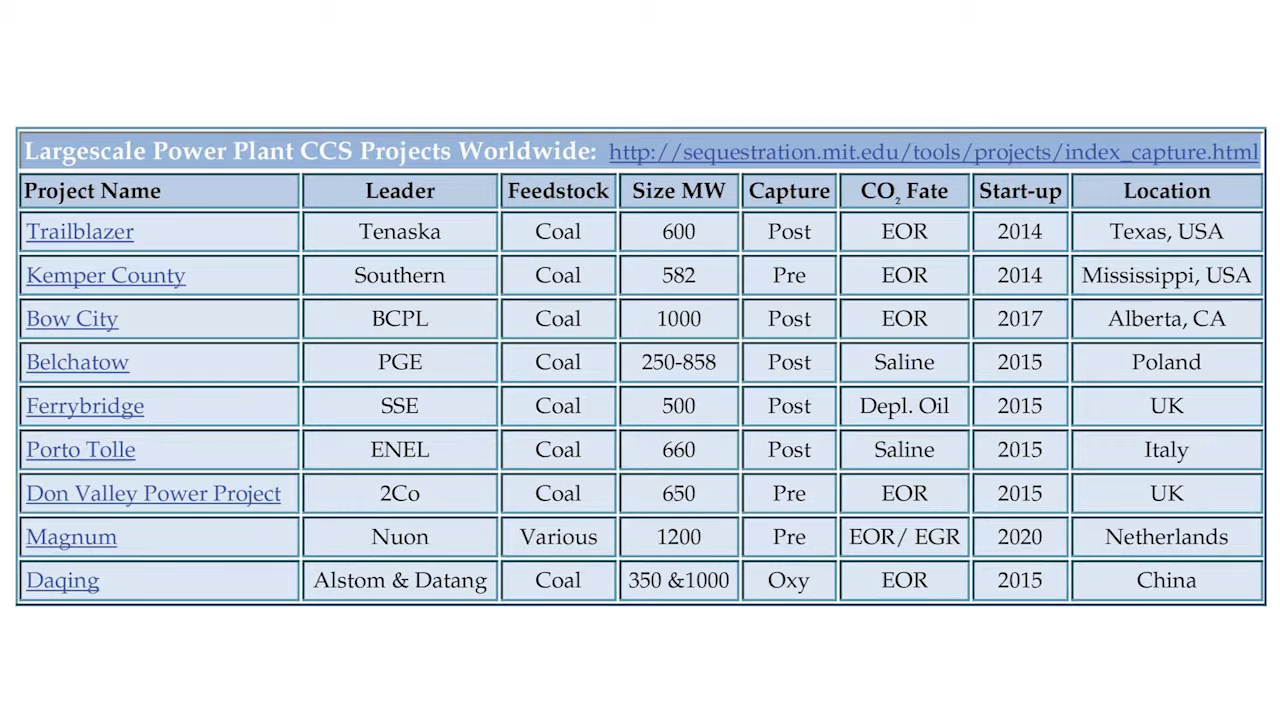 Largescale Power Plant CCS Projects Worldwide: http://sequestration.mit.edu/tools/projects/index_capture.html
Project Name Leader Feedstock Size MW Capture CO₂ Fate Start-up Location
Trailblazer Tenaska Coal 600 Post EOR 2014 Texas, USA
Kemper County Southern Coal 582 Pre EOR 2014 Mississippi, USA
Bow City BCPL Coal 1000 Post EOR 2017 Alberta, CA
Belchatow PGE Coal 250-858 Post Saline 2015 Poland
Ferrybridge SSE Coal 500 Post Depl. Oil 2015 UK
Porto Tolle ENEL Coal 660 Post Saline 2015 Italy
Don Valley Power Project 2Co Coal 650 Pre EOR 2015 UK
Magnum Nuon Various 1200 Pre EOR/ EGR 2020 Netherlands
Daqing Alstom & Datang Coal 350 &1000 Oxy EOR 2015 China